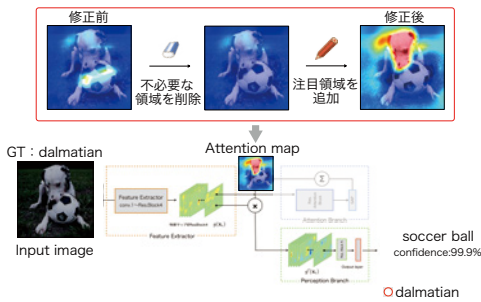 修正前
修正後
不必要な
領域を削除
注目領域を
追加
GT：dalmatian
Attention map
Input image
Feature Extractor
Feature Extractor
Attention Branch
Perception Branch
soccer ball
confidence:99.9%
dalmatian